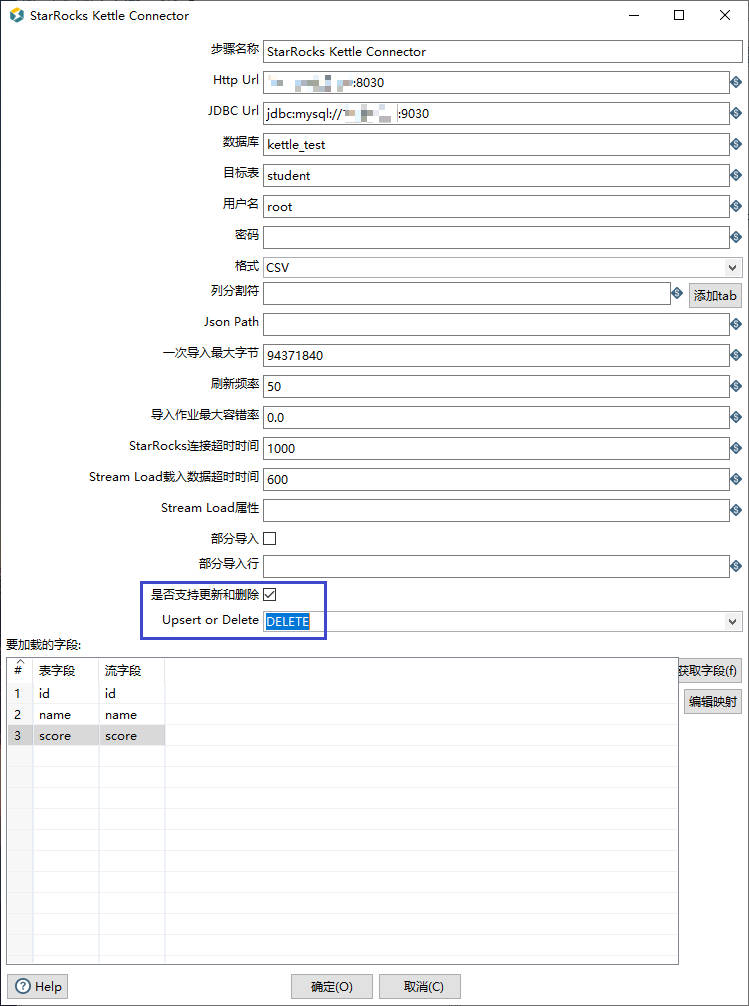 StarRocks Kettle Connector
步骤名称 StarRocks Kettle Connector
Http Url :8030
JDBC Url jdbc:mysql:// :9030
数据库 kettle_test
目标表 student
用户名 root
密码
格式 CSV
列分割符 添加tab
Json Path
一次导入最大字节 94371840
刷新频率 50
导入作业最大容错率 0.0
StarRocks连接超时时间 1000
Stream Load载入数据超时时间 600
Stream Load属性
部分导入
部分导入行
是否支持更新和删除
Upsert or Delete DELETE
要加载的字段:
# 表字段 流字段 获取字段(f)
1 id id
编辑映射
2 name name
3 score score
Help 确定(O) 取消(C)